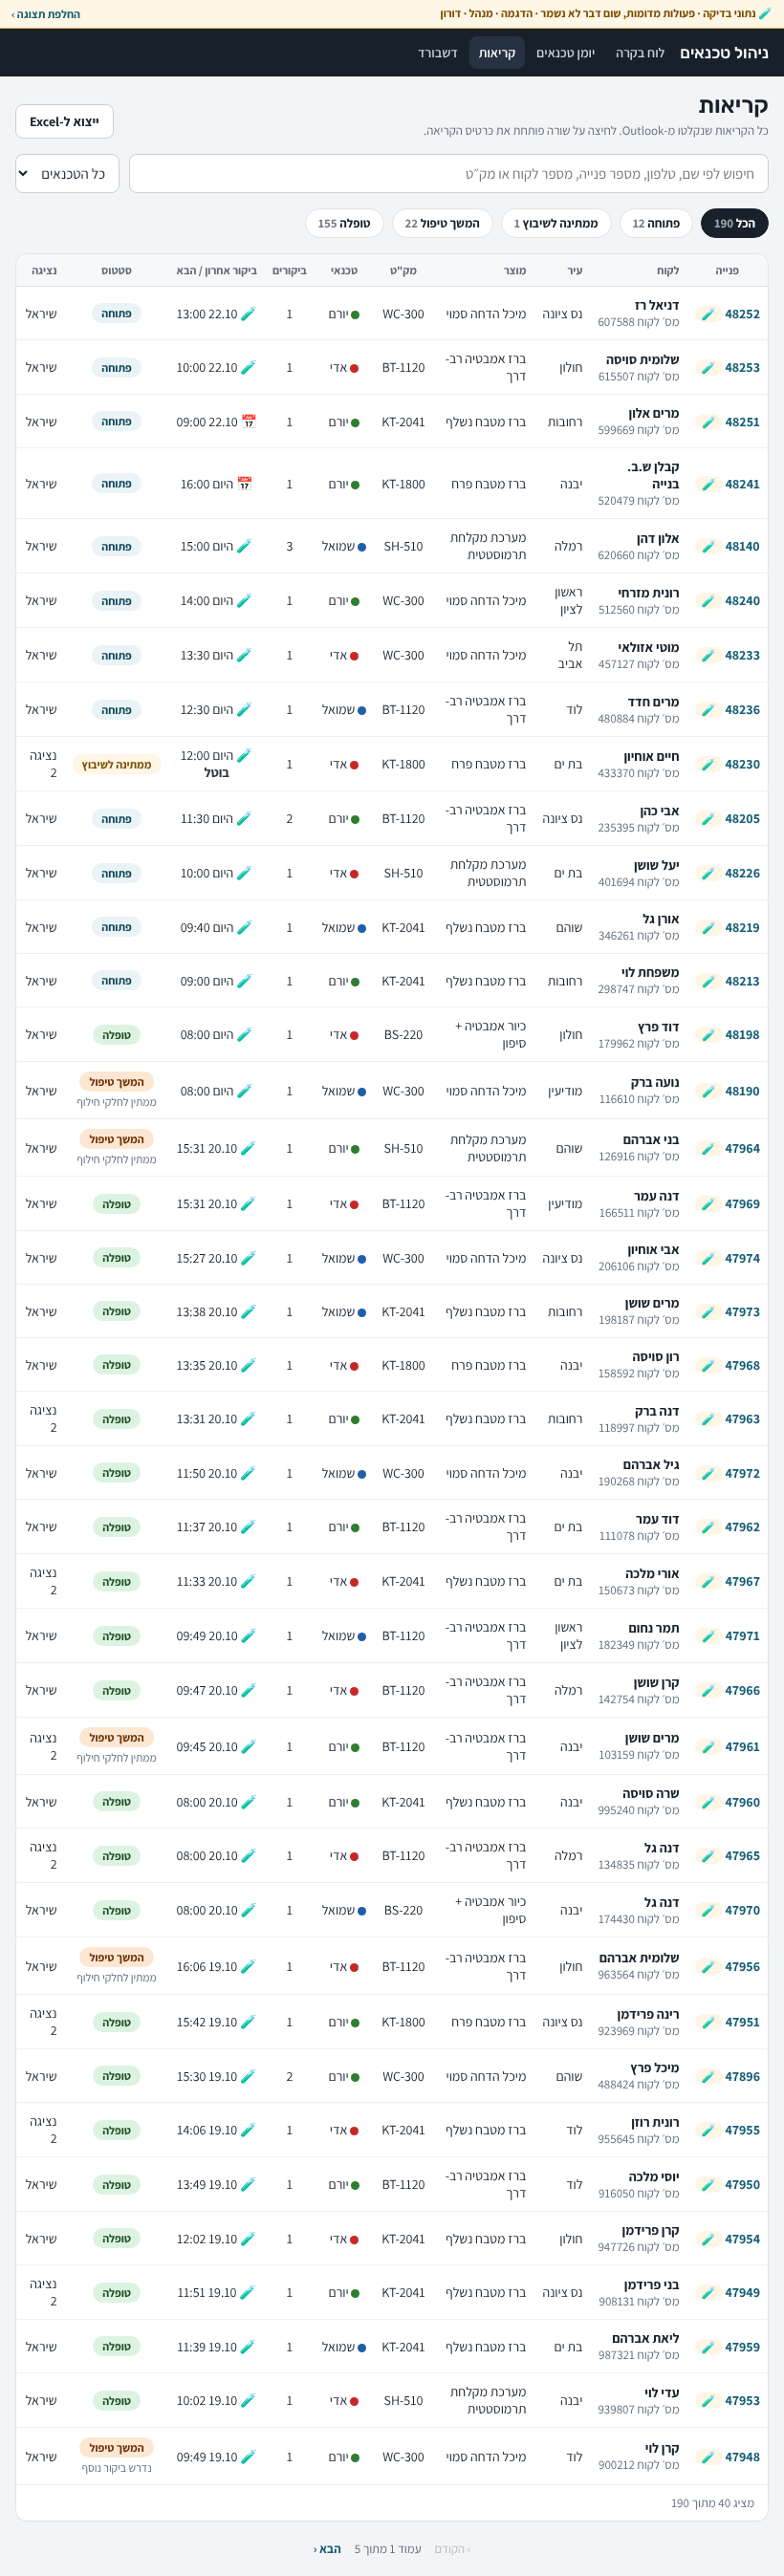 🧪 נתוני בדיקה · פעולות מדומות, שום דבר לא נשמר · הדגמה · מנהל · דורון
החלפת תצוגה ›
ניהול טכנאים לוח בקרה יומן טכנאים קריאות דשבורד
קריאות
כל הקריאות שנקלטו מ-Outlook. לחיצה על שורה פותחת את כרטיס הקריאה.
ייצוא ל-Excel
חיפוש לפי שם, טלפון, מספר פנייה, מספר לקוח או מק״ט
כל הטכנאים
הכל 190 פתוחה 12 ממתינה לשיבוץ 1 המשך טיפול 22 טופלה 155
פנייה לקוח עיר מוצר מק"ט טכנאי ביקורים ביקור אחרון / הבא סטטוס נציגה
48252 🧪 דניאל רז מס׳ לקוח 607588 נס ציונה מיכל הדחה סמוי WC-300 יורם 1 🧪 22.10 13:00 פתוחה שיראל
48253 🧪 שלומית סויסה מס׳ לקוח 615507 חולון ברז אמבטיה רב-דרך BT-1120 אדי 1 🧪 22.10 10:00 פתוחה שיראל
48251 🧪 מרים אלון מס׳ לקוח 599669 רחובות ברז מטבח נשלף KT-2041 יורם 1 📅 22.10 09:00 פתוחה שיראל
48241 🧪 קבלן ש.ב. בנייה מס׳ לקוח 520479 יבנה ברז מטבח פרח KT-1800 יורם 1 📅 היום 16:00 פתוחה שיראל
48140 🧪 אלון דהן מס׳ לקוח 620660 רמלה מערכת מקלחת תרמוסטטית SH-510 שמואל 3 🧪 היום 15:00 פתוחה שיראל
48240 🧪 רונית מזרחי מס׳ לקוח 512560 ראשון לציון מיכל הדחה סמוי WC-300 יורם 1 🧪 היום 14:00 פתוחה שיראל
48233 🧪 מוטי אזולאי מס׳ לקוח 457127 תל אביב מיכל הדחה סמוי WC-300 אדי 1 🧪 היום 13:30 פתוחה שיראל
48236 🧪 מרים חדד מס׳ לקוח 480884 לוד ברז אמבטיה רב-דרך BT-1120 שמואל 1 🧪 היום 12:30 פתוחה שיראל
48230 🧪 חיים אוחיון מס׳ לקוח 433370 בת ים ברז מטבח פרח KT-1800 אדי 1 🧪 היום 12:00 בוטל ממתינה לשיבוץ נציגה 2
48205 🧪 אבי כהן מס׳ לקוח 235395 נס ציונה ברז אמבטיה רב-דרך BT-1120 יורם 2 🧪 היום 11:30 פתוחה שיראל
48226 🧪 יעל ששון מס׳ לקוח 401694 בת ים מערכת מקלחת תרמוסטטית SH-510 אדי 1 🧪 היום 10:00 פתוחה שיראל
48219 🧪 אורן גל מס׳ לקוח 346261 שוהם ברז מטבח נשלף KT-2041 שמואל 1 🧪 היום 09:40 פתוחה שיראל
48213 🧪 משפחת לוי מס׳ לקוח 298747 רחובות ברז מטבח נשלף KT-2041 יורם 1 🧪 היום 09:00 פתוחה שיראל
48198 🧪 דוד פרץ מס׳ לקוח 179962 חולון כיור אמבטיה + סיפון BS-220 אדי 1 🧪 היום 08:00 טופלה שיראל
48190 🧪 נועה ברק מס׳ לקוח 116610 מודיעין מיכל הדחה סמוי WC-300 שמואל 1 🧪 היום 08:00 המשך טיפול ממתין לחלקי חילוף שיראל
47964 🧪 בני אברהם מס׳ לקוח 126916 שוהם מערכת מקלחת תרמוסטטית SH-510 יורם 1 🧪 20.10 15:31 המשך טיפול ממתין לחלקי חילוף שיראל
47969 🧪 דנה עמר מס׳ לקוח 166511 מודיעין ברז אמבטיה רב-דרך BT-1120 אדי 1 🧪 20.10 15:31 טופלה שיראל
47974 🧪 אבי אוחיון מס׳ לקוח 206106 נס ציונה מיכל הדחה סמוי WC-300 שמואל 1 🧪 20.10 15:27 טופלה שיראל
47973 🧪 מרים ששון מס׳ לקוח 198187 רחובות ברז מטבח נשלף KT-2041 שמואל 1 🧪 20.10 13:38 טופלה שיראל
47968 🧪 רון סויסה מס׳ לקוח 158592 יבנה ברז מטבח פרח KT-1800 אדי 1 🧪 20.10 13:35 טופלה שיראל
47963 🧪 דנה ברק מס׳ לקוח 118997 רחובות ברז מטבח נשלף KT-2041 יורם 1 🧪 20.10 13:31 טופלה נציגה 2
47972 🧪 גיל אברהם מס׳ לקוח 190268 יבנה מיכל הדחה סמוי WC-300 שמואל 1 🧪 20.10 11:50 טופלה שיראל
47962 🧪 דוד עמר מס׳ לקוח 111078 בת ים ברז אמבטיה רב-דרך BT-1120 יורם 1 🧪 20.10 11:37 טופלה שיראל
47967 🧪 אורי מלכה מס׳ לקוח 150673 בת ים ברז מטבח נשלף KT-2041 אדי 1 🧪 20.10 11:33 טופלה נציגה 2
47971 🧪 תמר נחום מס׳ לקוח 182349 ראשון לציון ברז אמבטיה רב-דרך BT-1120 שמואל 1 🧪 20.10 09:49 טופלה שיראל
47966 🧪 קרן ששון מס׳ לקוח 142754 רמלה ברז אמבטיה רב-דרך BT-1120 אדי 1 🧪 20.10 09:47 טופלה שיראל
47961 🧪 מרים ששון מס׳ לקוח 103159 יבנה ברז אמבטיה רב-דרך BT-1120 יורם 1 🧪 20.10 09:45 המשך טיפול ממתין לחלקי חילוף נציגה 2
47960 🧪 שרה סויסה מס׳ לקוח 995240 יבנה ברז מטבח נשלף KT-2041 יורם 1 🧪 20.10 08:00 טופלה שיראל
47965 🧪 דנה גל מס׳ לקוח 134835 רמלה ברז אמבטיה רב-דרך BT-1120 אדי 1 🧪 20.10 08:00 טופלה נציגה 2
47970 🧪 דנה גל מס׳ לקוח 174430 יבנה כיור אמבטיה + סיפון BS-220 שמואל 1 🧪 20.10 08:00 טופלה שיראל
47956 🧪 שלומית אברהם מס׳ לקוח 963564 חולון ברז אמבטיה רב-דרך BT-1120 אדי 1 🧪 19.10 16:06 המשך טיפול ממתין לחלקי חילוף שיראל
47951 🧪 רינה פרידמן מס׳ לקוח 923969 נס ציונה ברז מטבח פרח KT-1800 יורם 1 🧪 19.10 15:42 טופלה נציגה 2
47896 🧪 מיכל פרץ מס׳ לקוח 488424 שוהם מיכל הדחה סמוי WC-300 יורם 2 🧪 19.10 15:30 טופלה שיראל
47955 🧪 רונית רוזן מס׳ לקוח 955645 לוד ברז מטבח נשלף KT-2041 אדי 1 🧪 19.10 14:06 טופלה נציגה 2
47950 🧪 יוסי מלכה מס׳ לקוח 916050 לוד ברז אמבטיה רב-דרך BT-1120 יורם 1 🧪 19.10 13:49 טופלה שיראל
47954 🧪 קרן פרידמן מס׳ לקוח 947726 חולון ברז מטבח נשלף KT-2041 אדי 1 🧪 19.10 12:02 טופלה שיראל
47949 🧪 בני פרידמן מס׳ לקוח 908131 נס ציונה ברז מטבח נשלף KT-2041 יורם 1 🧪 19.10 11:51 טופלה נציגה 2
47959 🧪 ליאת אברהם מס׳ לקוח 987321 בת ים ברז מטבח נשלף KT-2041 שמואל 1 🧪 19.10 11:39 טופלה שיראל
47953 🧪 עדי לוי מס׳ לקוח 939807 יבנה מערכת מקלחת תרמוסטטית SH-510 אדי 1 🧪 19.10 10:02 טופלה שיראל
47948 🧪 קרן לוי מס׳ לקוח 900212 לוד מיכל הדחה סמוי WC-300 יורם 1 🧪 19.10 09:49 המשך טיפול נדרש ביקור נוסף שיראל
מציג 40 מתוך 190
‹ הקודם עמוד 1 מתוך 5 הבא ›